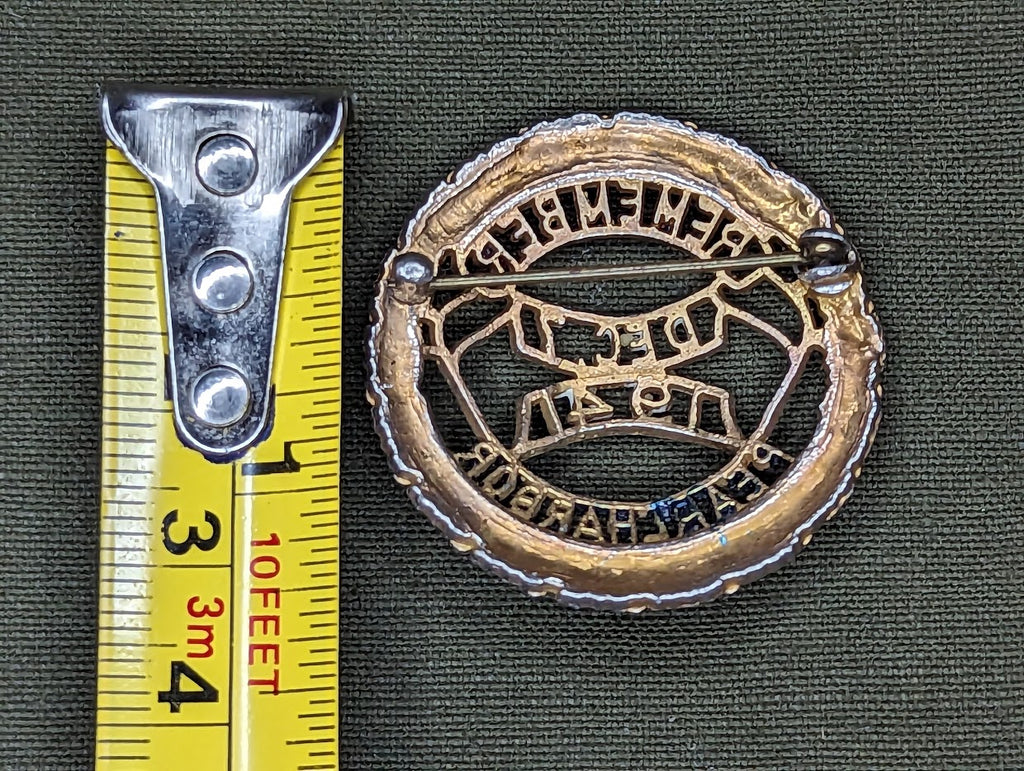 1
3
10FEET
3m
4
REMEMBER
DEC 7
1941
PEARL HARBOR